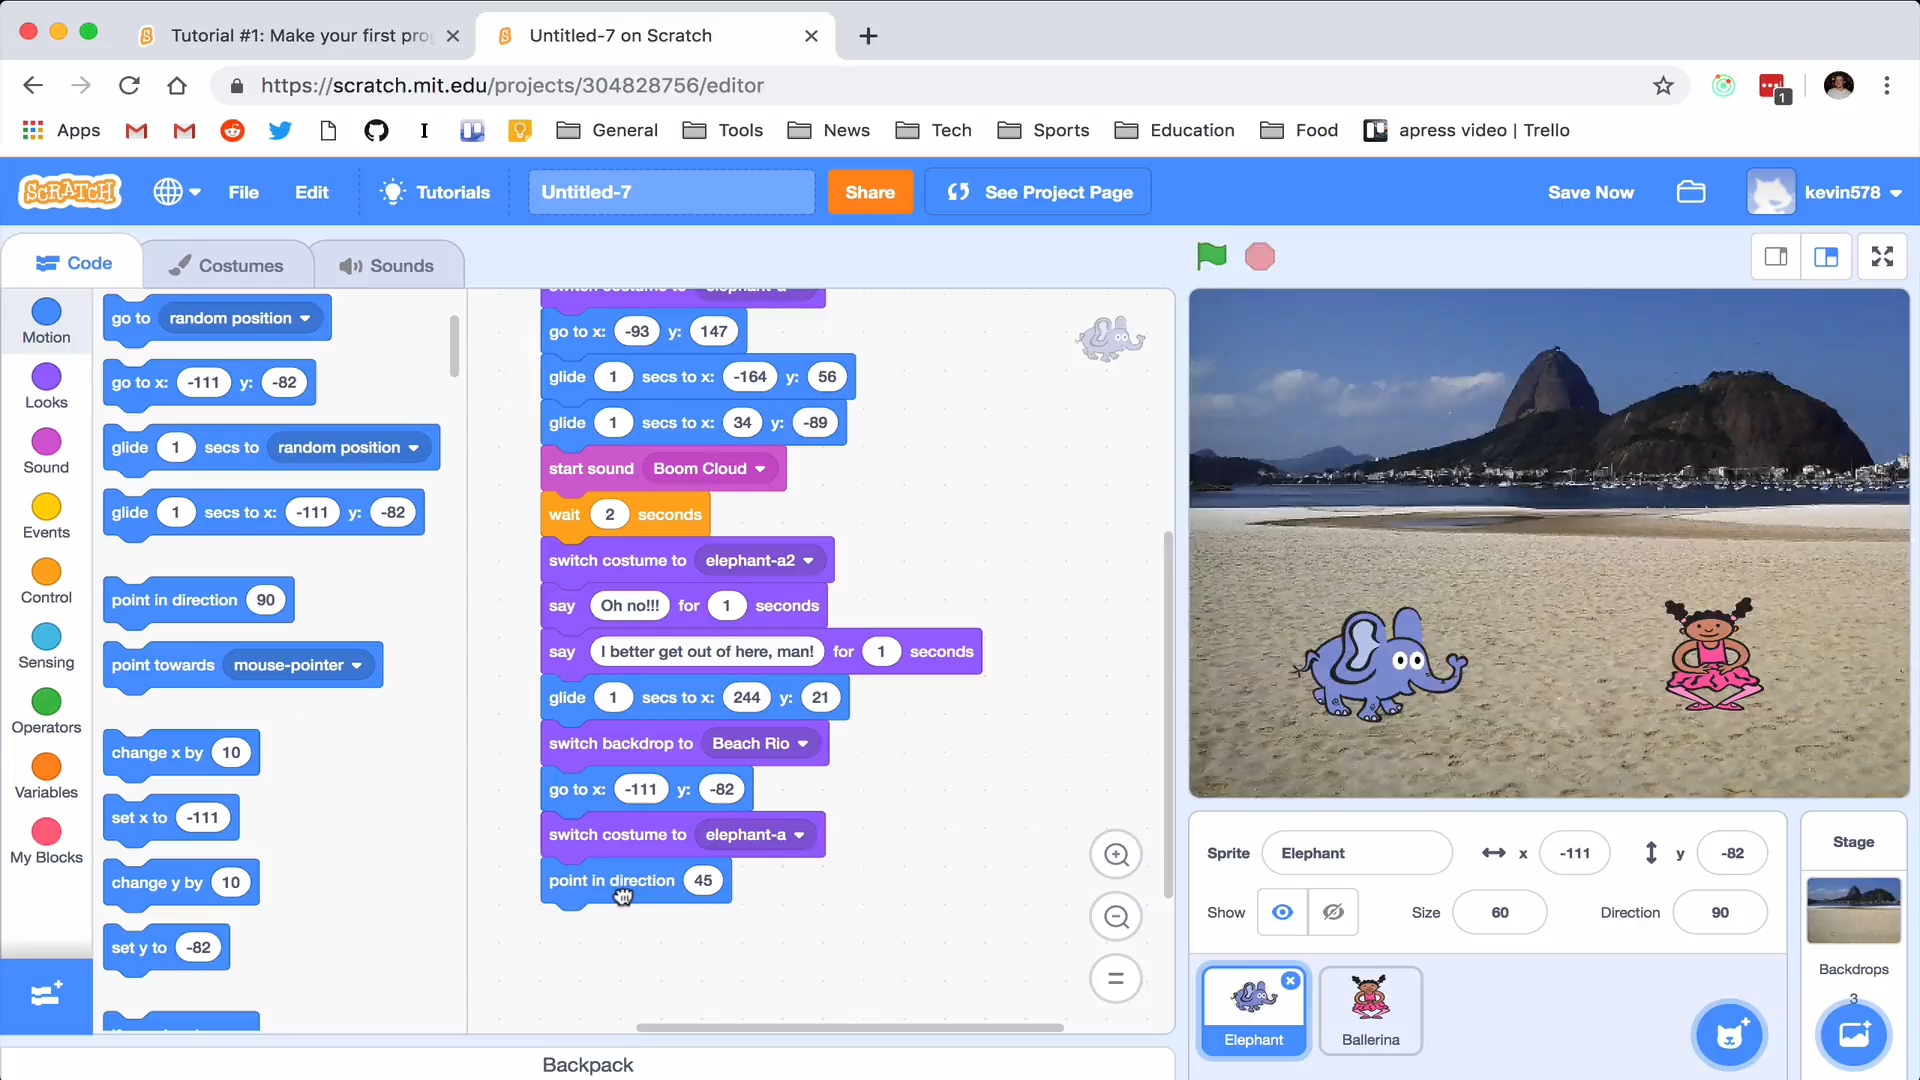 Tutorial #1: Make your first pro
Untitled-7 on Scratch
https://scratch.mit.edu/projects/304828756/editor
1
Apps
General
Tools
News
Tech
Sports
Education
Food
apress video | Trello
SCRATCH
File
Edit
Tutorials
Untitled-7
Share
See Project Page
Save Now
kevin578
Code
Costumes
Sounds
Motion
Looks
Sound
Events
Control
Sensing
Operators
Variables
My Blocks
go to random position
go to x: -111 y: -82
glide 1 secs to random position
glide 1 secs to x: -111 y: -82
point in direction 90
point towards mouse-pointer
change x by 10
set x to -111
change y by 10
set y to -82
switch costume to elephant-a
go to x: -93 y: 147
glide 1 secs to x: -164 y: 56
glide 1 secs to x: 34 y: -89
start sound Boom Cloud
wait 2 seconds
switch costume to elephant-a2
say Oh no!!! for 1 seconds
say I better get out of here, man! for 1 seconds
glide 1 secs to x: 244 y: 21
switch backdrop to Beach Rio
go to x: -111 y: -82
switch costume to elephant-a
point in direction 45
Backpack
Sprite Elephant x -111 y -82
Show Size 60 Direction 90
Elephant
Ballerina
Stage
Backdrops
3